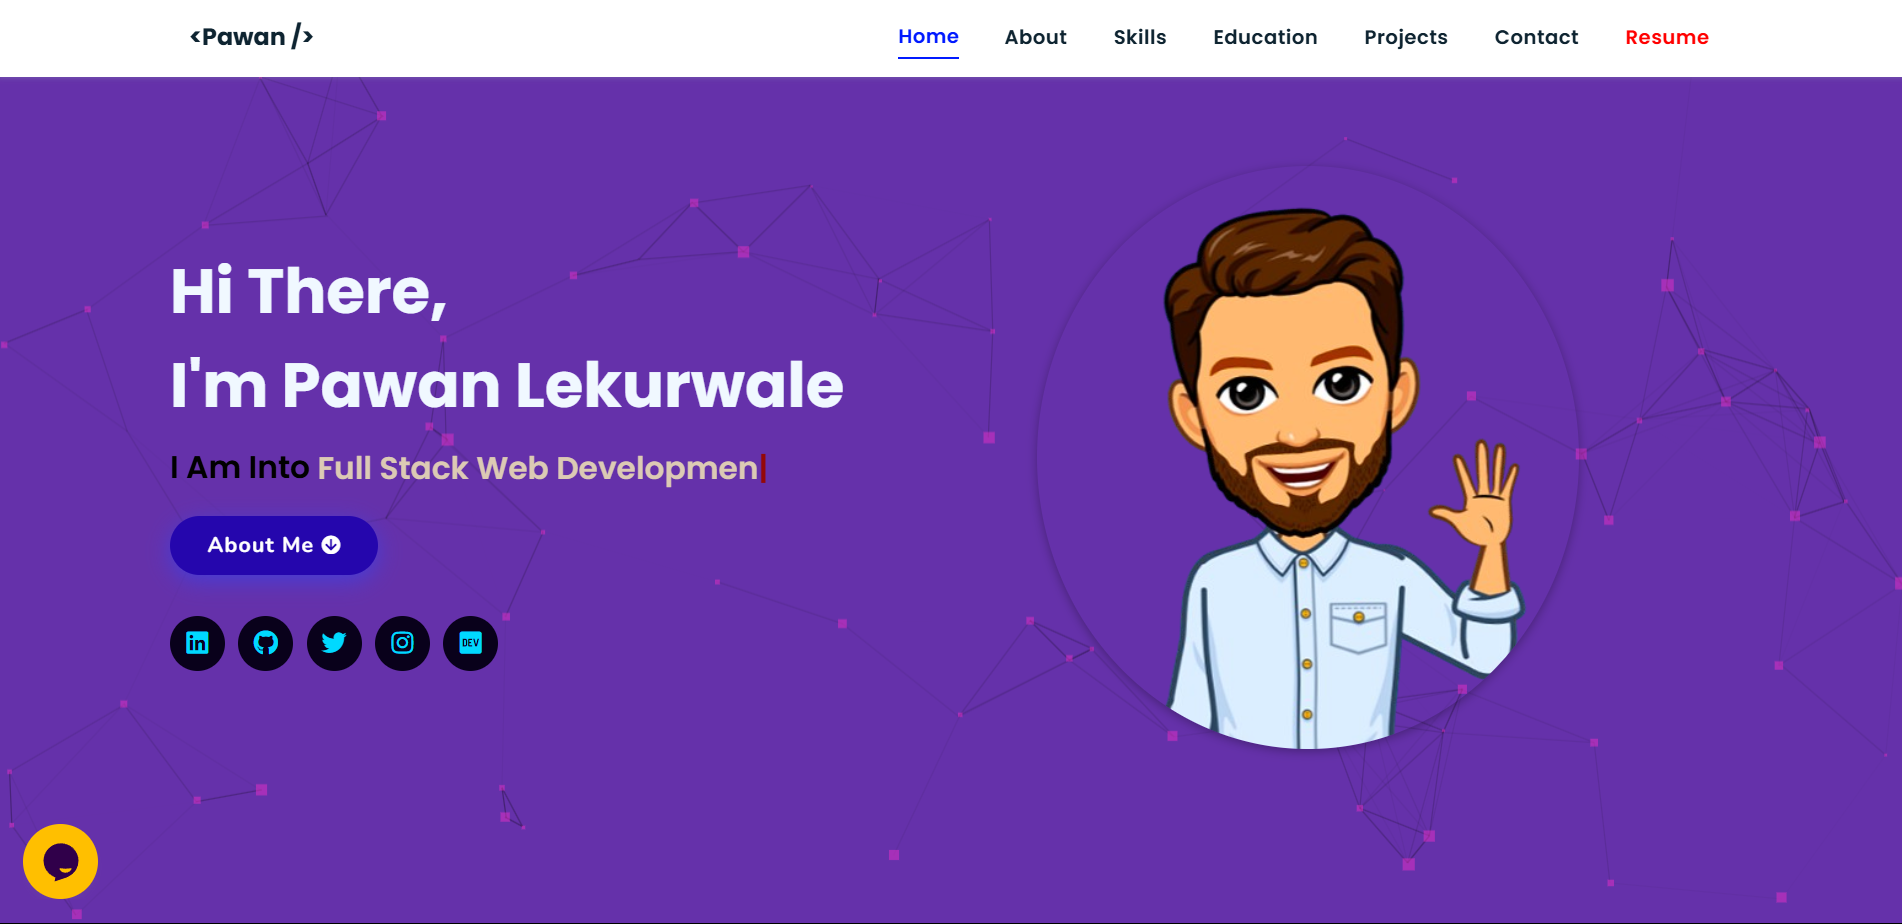 <Pawan />
Home About Skills Education Projects Contact Resume
Hi There,
I'm Pawan Lekurwale
I Am Into Full Stack Web Developmen|
About Me
in
DEV